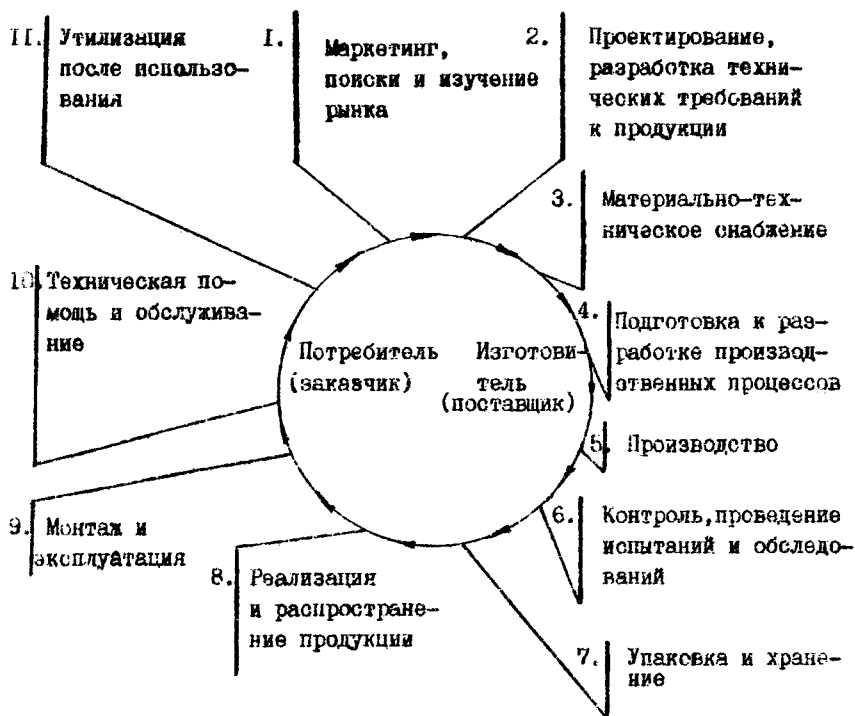 I. Маркетинг,
поиски и изучение
рынка
2. Проектирование,
разработка техни-
ческих требований
к продукции
3. Материально-тех-
ническое снабжение
4. Подготовка к раз-
работке производ-
ственных процессов
5. Производство
6. Контроль, проведение
испытаний и обследо-
ваний
7. Упаковка и хране-
ние
8. Реализация
и распростране-
ние продукции
9. Монтаж и
эксплуатация
10. Техническая по-
мощь и обслужива-
ние
II. Утилизация
после использо-
вания
Потребитель
(заказчик)
Изготови-
тель
(поставщик)